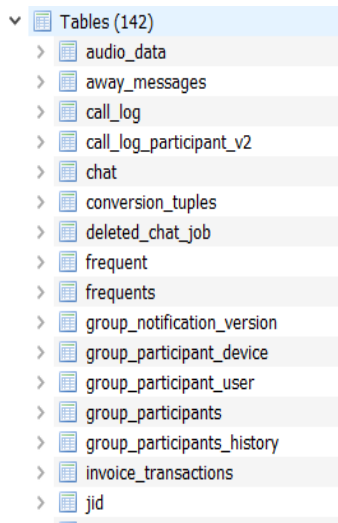 Tables (142)
audio_data
away_messages
call_log
call_log_participant_v2
chat
conversion_tuples
deleted_chat_job
frequent
frequents
group_notification_version
group_participant_device
group_participant_user
group_participants
group_participants_history
invoice_transactions
jid